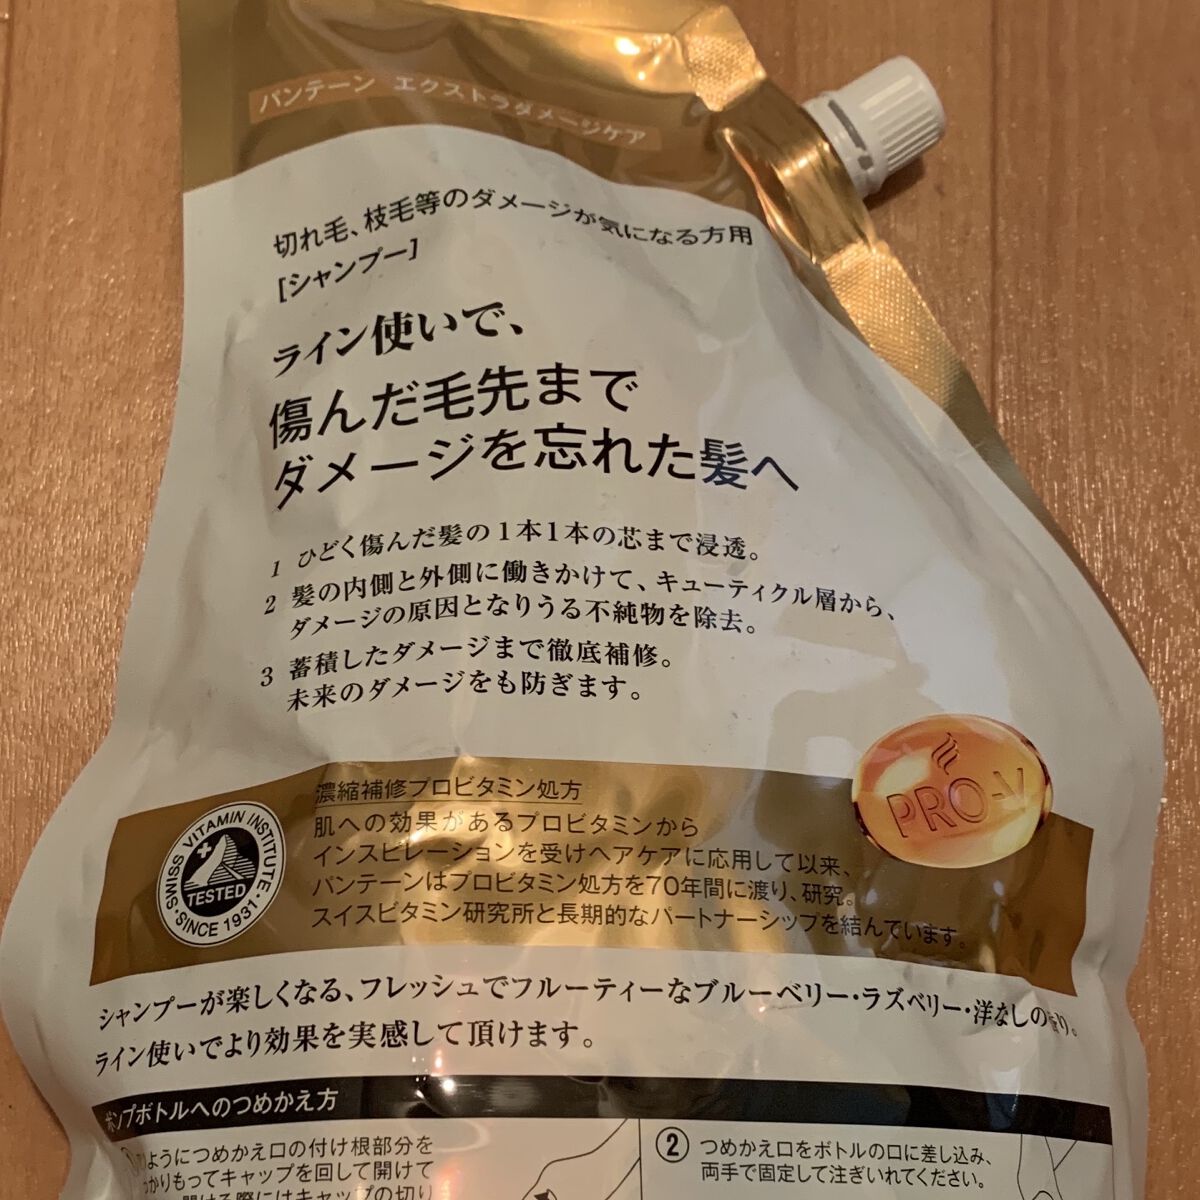 パンテーン エクストラダメージケア
切れ毛、枝毛等のダメージが気になる方用
[シャンプー]
ライン使いで、
傷んだ毛先まで
ダメージを忘れた髪へ
1 ひどく傷んだ髪の1本1本の芯まで浸透。
2 髪の内側と外側に働きかけて、キューティクル層から、
ダメージの原因となりうる不純物を除去。
3 蓄積したダメージまで徹底補修。
未来のダメージをも防ぎます。
PRO-V
濃縮補修プロビタミン処方
肌への効果があるプロビタミンから
インスピレーションを受けヘアケアに応用して以来、
パンテーンはプロビタミン処方を70年間に渡り、研究。
スイスビタミン研究所と長期的なパートナーシップを結んでいます。
SWISS VITAMIN INSTITUTE
TESTED
SINCE 1931
シャンプーが楽しくなる、フレッシュでフルーティーなブルーベリー・ラズベリー・洋なしの香り。
ライン使いでより効果を実感して頂けます。
ポンプボトルへのつめかえ方
ようにつめかえ口の付け根部分を
っかりもってキャップを回して開けて
開ける際にはキャップの切り
② つめかえ口をボトルの口に差し込み、
両手で固定して注ぎいれてください。